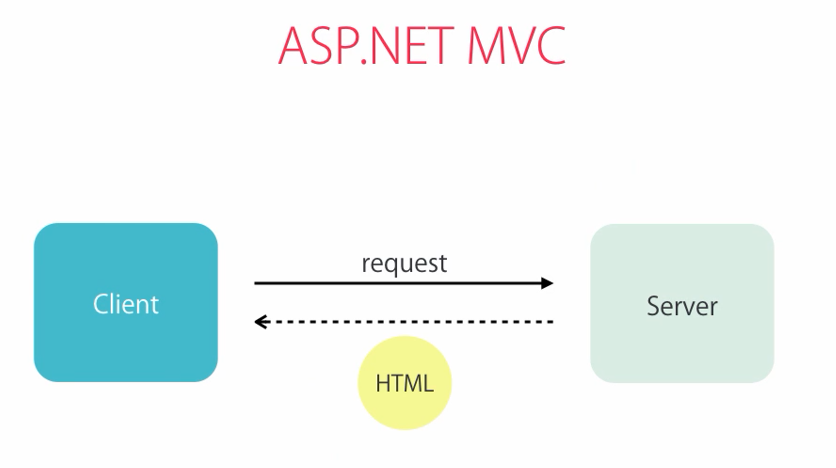 ASP.NET MVC
request
Client
Server
HTML